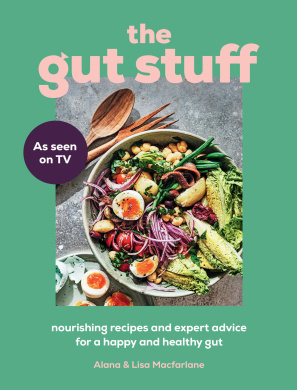 the
gut stuff
As seen
on TV
nourishing recipes and expert advice
for a happy and healthy gut
Alana & Lisa Macfarlane